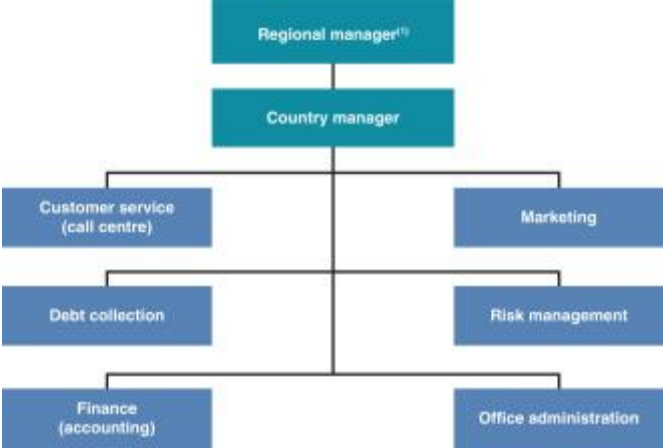 Regional manager⁽¹⁾
Country manager
Customer service
(call centre)
Marketing
Debt collection
Risk management
Finance
(accounting)
Office administration